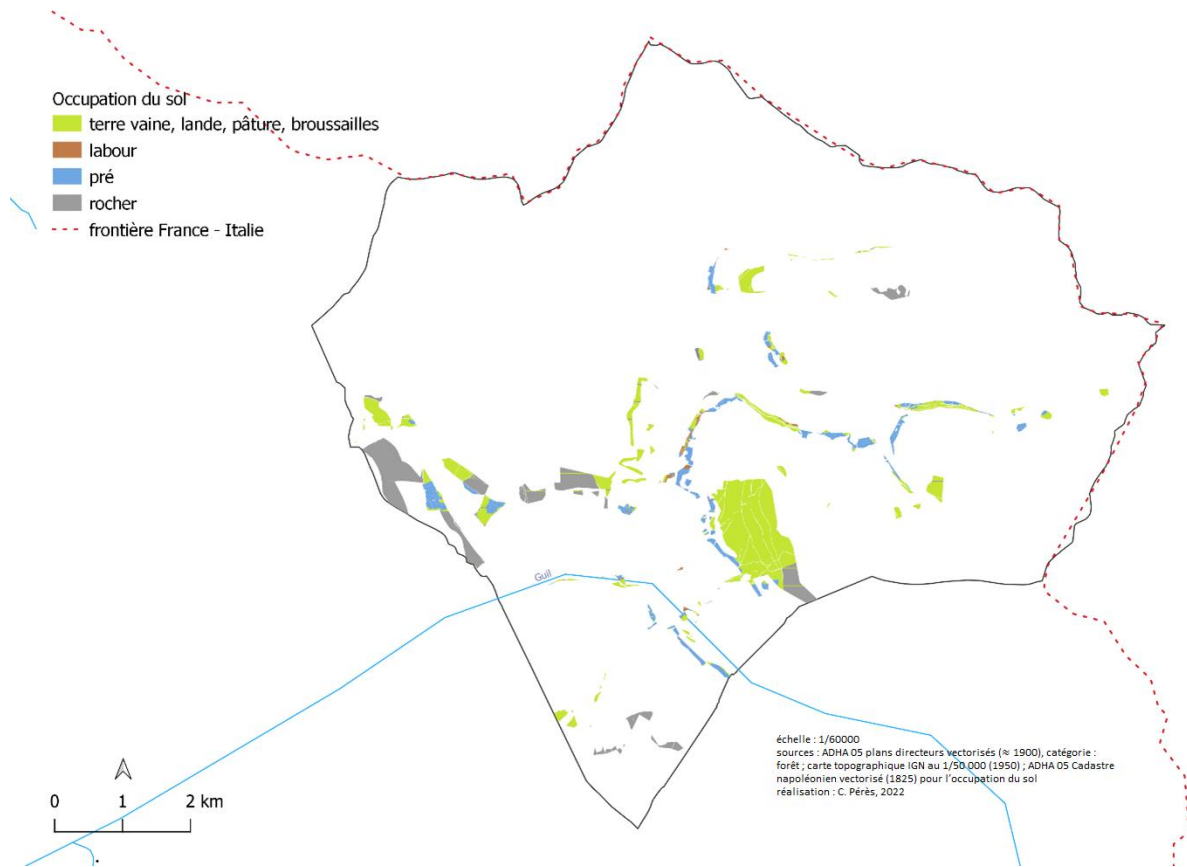 Occupation du sol
terre vaine, lande, pâture, broussailles
labour
pré
rocher
frontière France - Italie
Guil
échelle : 1/60000
sources : ADHA 05 plans directeurs vectorisés (≈ 1900), catégorie :
forêt ; carte topographique IGN au 1/50 000 (1950) ; ADHA 05 Cadastre
napoléonien vectorisé (1825) pour l'occupation du sol
réalisation : C. Pérès, 2022
0 1 2 km